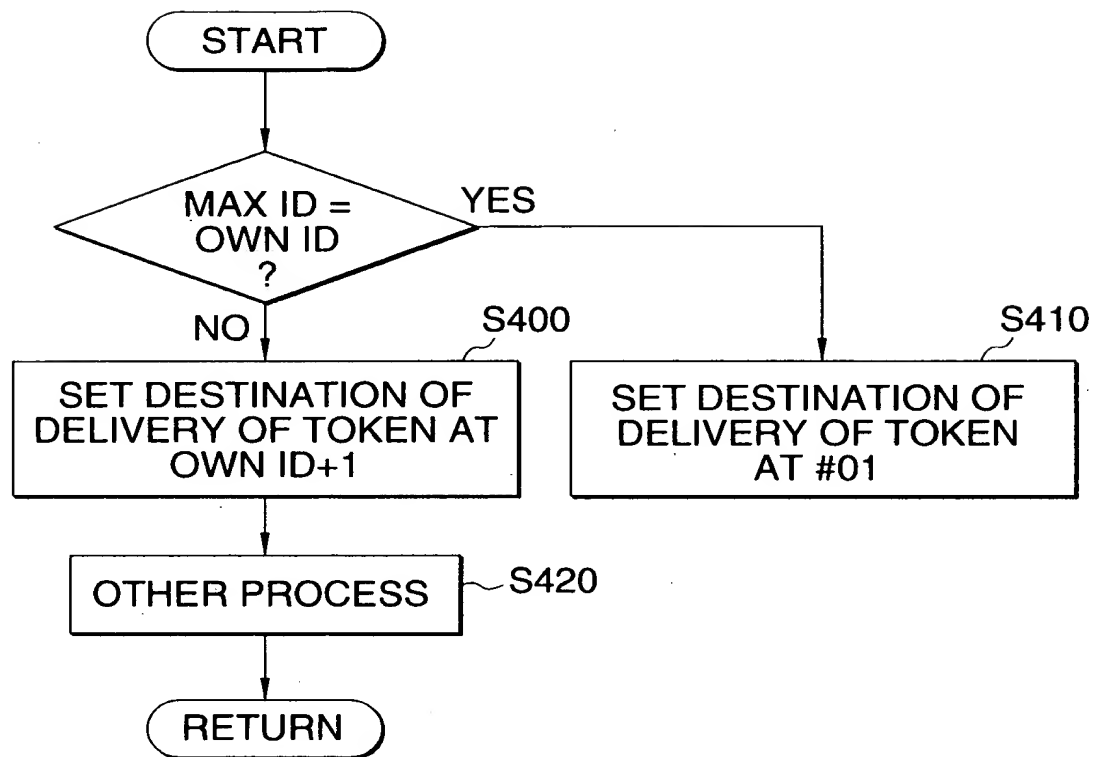 START
MAX ID =
OWN ID
?
YES
NO
S400
SET DESTINATION OF
DELIVERY OF TOKEN AT
OWN ID+1
S410
SET DESTINATION OF
DELIVERY OF TOKEN
AT #01
OTHER PROCESS
S420
RETURN